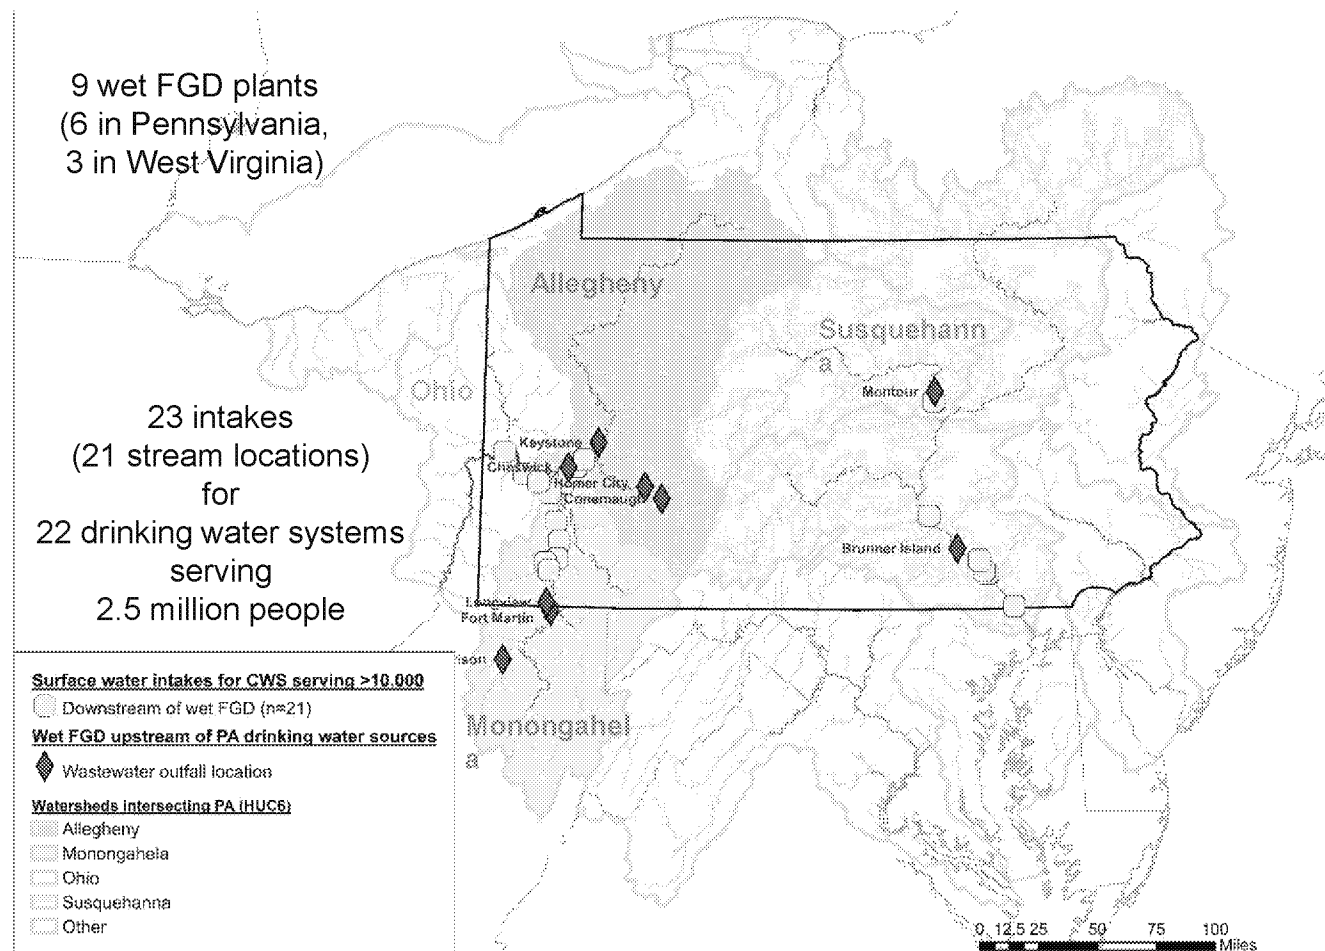 9 wet FGD plants
(6 in Pennsylvania,
3 in West Virginia)
Allegheny
Susquehann
a
Ohio
Montour
23 intakes
(21 stream locations)
for
22 drinking water systems
serving
2.5 million people
Keystone
Cheswick
Homer City,
Conemaugh
Brunner Island
Longview
Fort Martin
ison
Monongahel
a
Surface water intakes for CWS serving >10,000
Downstream of wet FGD (n=21)
Wet FGD upstream of PA drinking water sources
Wastewater outfall location
Watersheds intersecting PA (HUC6)
Allegheny
Monongahela
Ohio
Susquehanna
Other
0 12.5 25 50 75 100
Miles